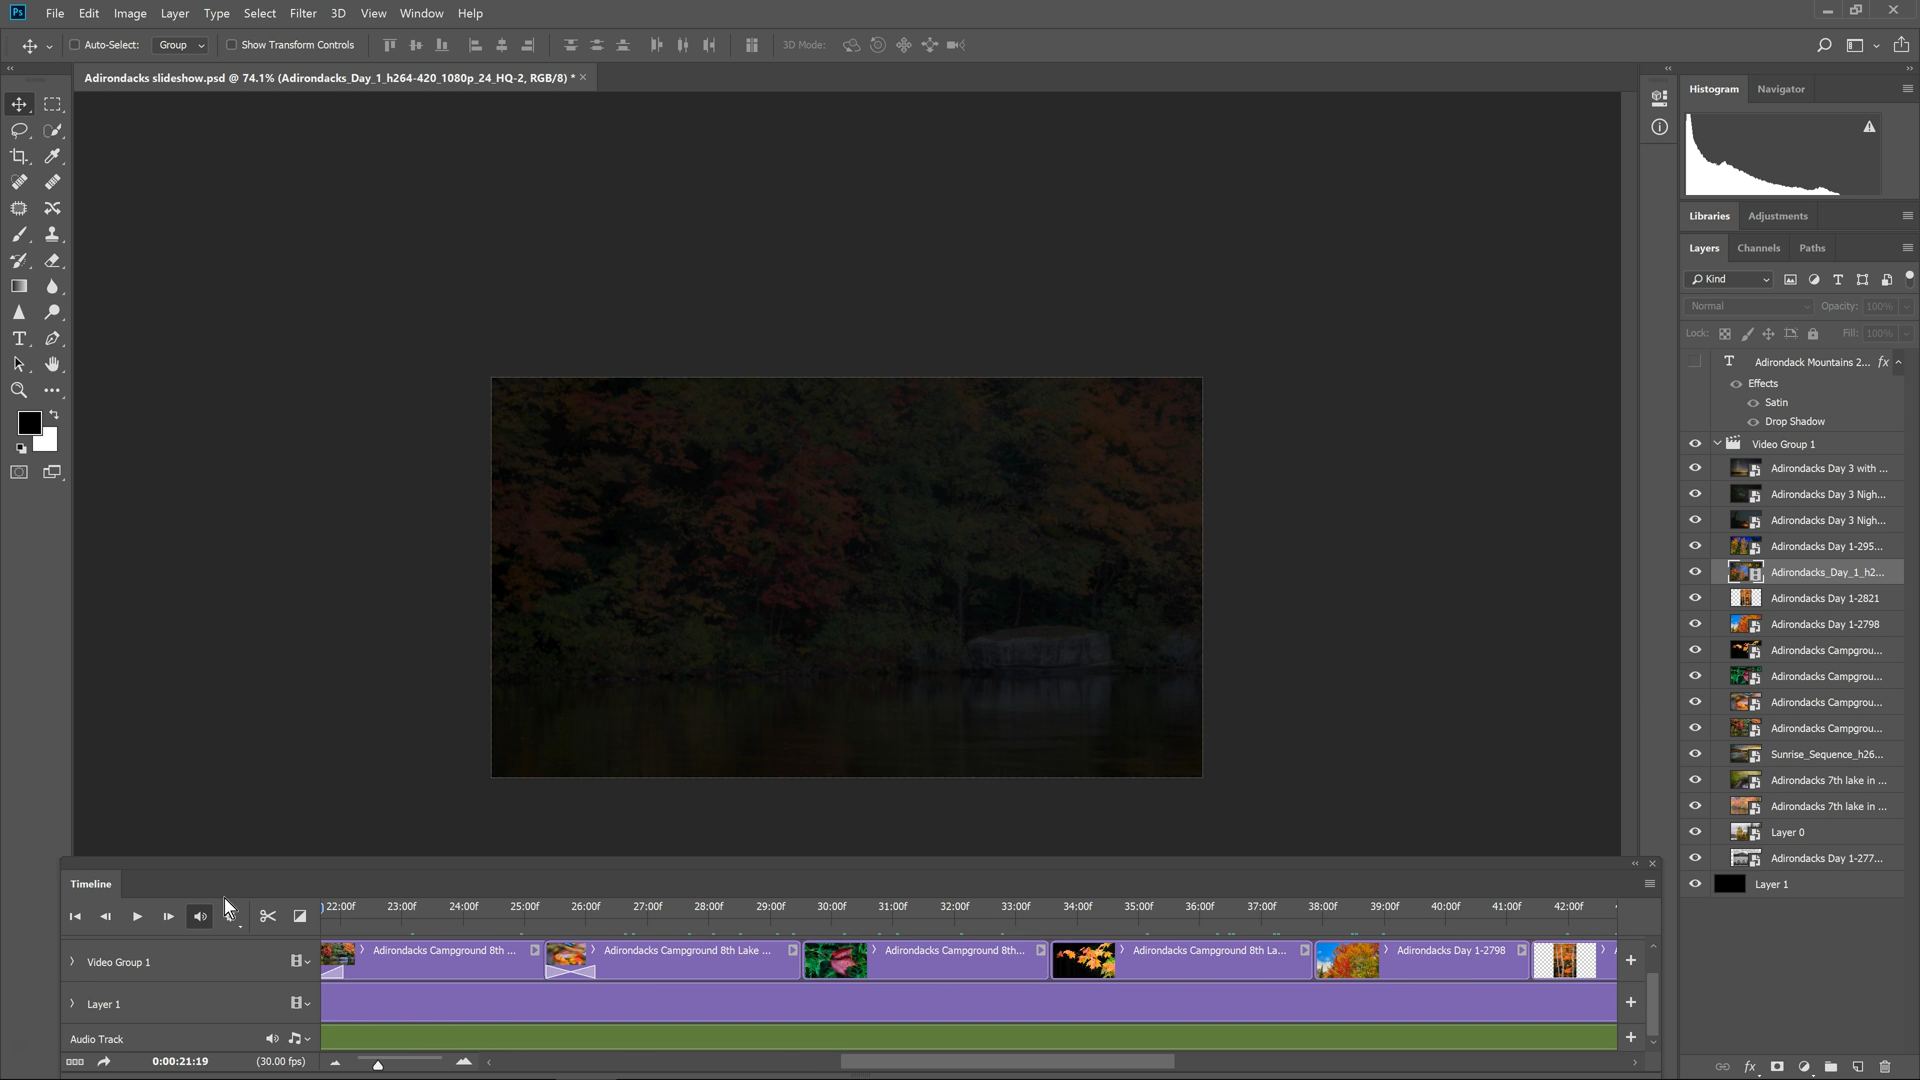 Ps File Edit Image Layer Type Select Filter 3D View Window Help
Auto-Select: Group Show Transform Controls 3D Mode:
Adirondacks slideshow.psd @ 74.1% (Adirondacks_Day_1_h264-420_1080p_24_HQ-2, RGB/8) *
Histogram Navigator
Libraries Adjustments
Layers Channels Paths
Kind
Normal Opacity: 100%
Lock: Fill: 100%
Adirondack Mountains 2... fx
Effects
Satin
Drop Shadow
Video Group 1
Adirondacks Day 3 with ...
Adirondacks Day 3 Nigh...
Adirondacks Day 3 Nigh...
Adirondacks Day 1-295...
Adirondacks_Day_1_h2...
Adirondacks Day 1-2821
Adirondacks Day 1-2798
Adirondacks Campgrou...
Adirondacks Campgrou...
Adirondacks Campgrou...
Adirondacks Campgrou...
Sunrise_Sequence_h26...
Adirondacks 7th lake in ...
Adirondacks 7th lake in ...
Layer 0
Adirondacks Day 1-277...
Layer 1
fx
Timeline
22:00f 23:00f 24:00f 25:00f 26:00f 27:00f 28:00f 29:00f 30:00f 31:00f 32:00f 33:00f 34:00f 35:00f 36:00f 37:00f 38:00f 39:00f 40:00f 41:00f 42:00f
Video Group 1
Adirondacks Campground 8th ... Adirondacks Campground 8th Lake ... Adirondacks Campground 8th... Adirondacks Campground 8th La... Adirondacks Day 1-2798
Layer 1
Audio Track
0:00:21:19 (30.00 fps)